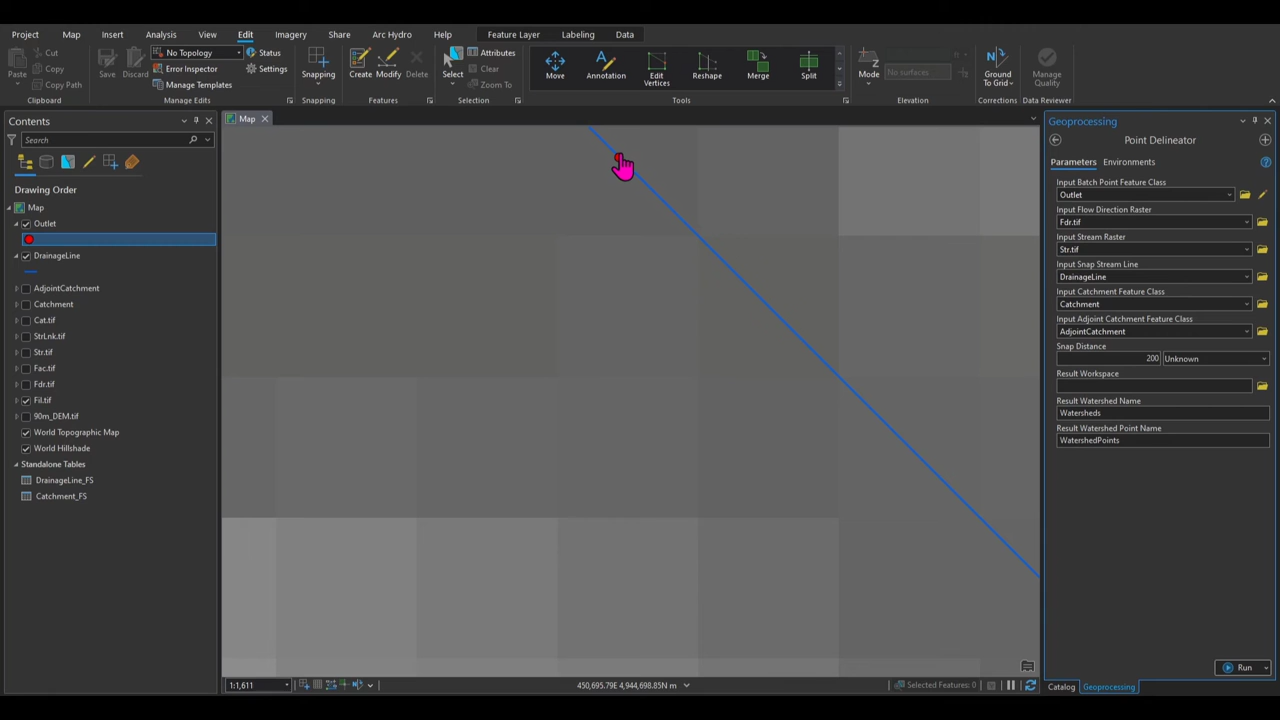 Project Map Insert Analysis View Edit Imagery Share Arc Hydro Help Feature Layer Labeling Data
Paste Cut Copy Copy Path
Clipboard
Save Discard No Topology Status
Error Inspector Settings
Manage Templates
Manage Edits
Snapping
Snapping
Create Modify Delete
Features
Select Attributes
Clear
Zoom To
Selection
Move Annotation Edit Vertices Reshape Merge Split
Tools
Mode No surfaces
Elevation
Ground To Grid
Corrections
Manage Quality
Data Reviewer
Contents
Search
Drawing Order
Map
Outlet
DrainageLine
AdjointCatchment
Catchment
Cat.tif
StrLnk.tif
Str.tif
Fac.tif
Fdr.tif
Fil.tif
90m_DEM.tif
World Topographic Map
World Hillshade
Standalone Tables
DrainageLine_FS
Catchment_FS
Map
1:1,611
450,695.79E 4,944,698.85N m
Selected Features: 0
Geoprocessing
Point Delineator
Parameters Environments
Input Batch Point Feature Class
Outlet
Input Flow Direction Raster
Fdr.tif
Input Stream Raster
Str.tif
Input Snap Stream Line
DrainageLine
Input Catchment Feature Class
Catchment
Input Adjoint Catchment Feature Class
AdjointCatchment
Snap Distance
200 Unknown
Result Workspace
Result Watershed Name
Watersheds
Result Watershed Point Name
WatershedPoints
Run
Catalog Geoprocessing